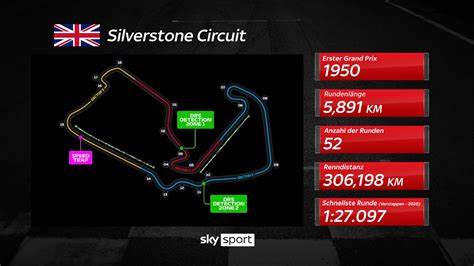 Silverstone Circuit
DRS
DETECTION
ZONE 1
SPEED
TRAP
DRS
DETECTION
ZONE 2
Erster Grand Prix
1950
Rundenlänge
5,891 KM
Anzahl der Runden
52
Renndistanz
306,198 KM
Schnellste Runde (Verstappen - 2020)
1:27.097
sky sport